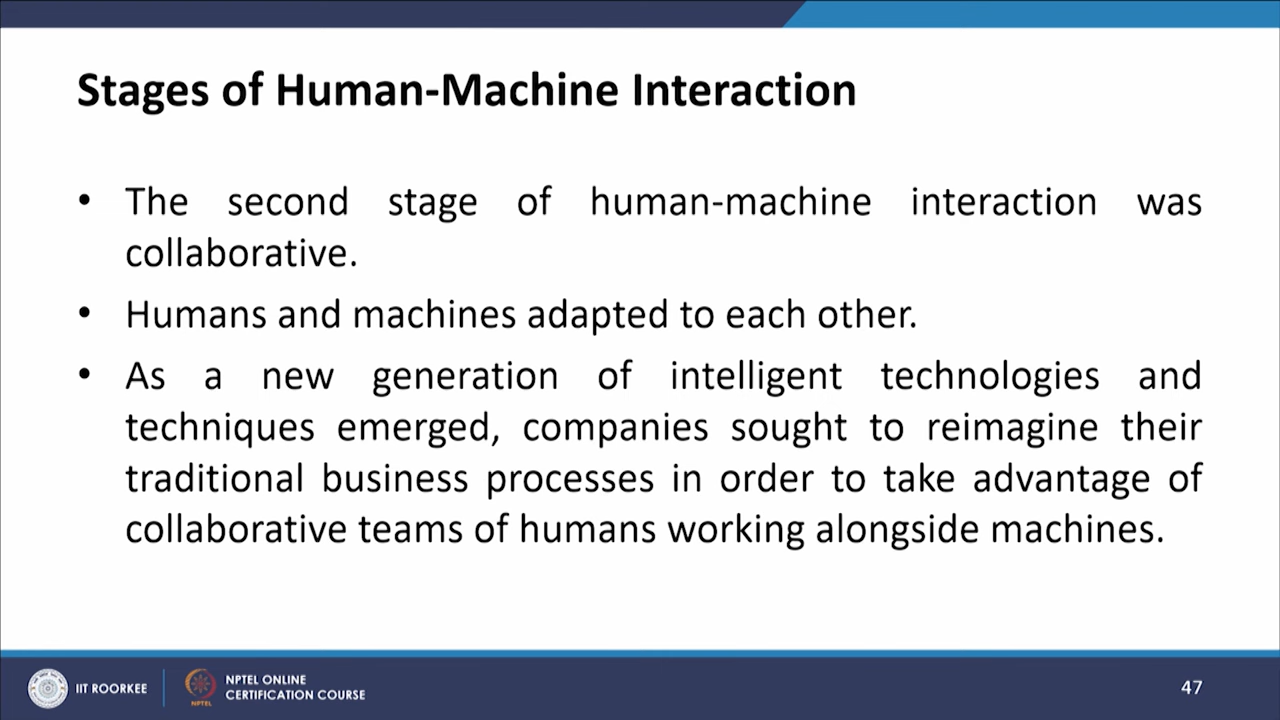 Stages of Human-Machine Interaction
• The second stage of human-machine interaction was
collaborative.
• Humans and machines adapted to each other.
• As a new generation of intelligent technologies and
techniques emerged, companies sought to reimagine their
traditional business processes in order to take advantage of
collaborative teams of humans working alongside machines.
IIT ROORKEE
NPTEL
NPTEL ONLINE
CERTIFICATION COURSE
47